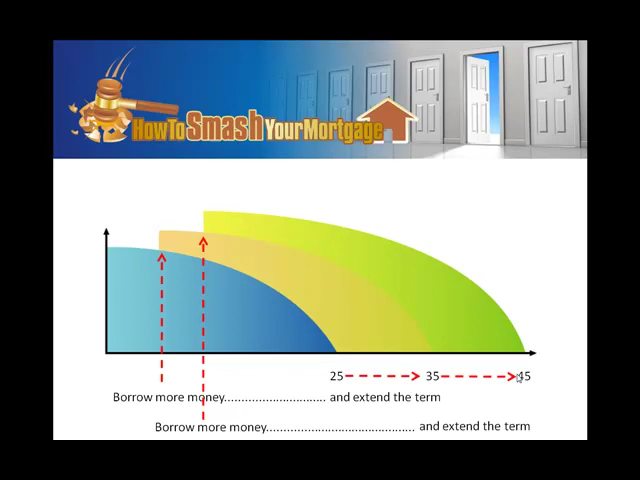 HowToSmashYourMortgage
25 35 45
Borrow more money............................. and extend the term
Borrow more money.......................................... and extend the term